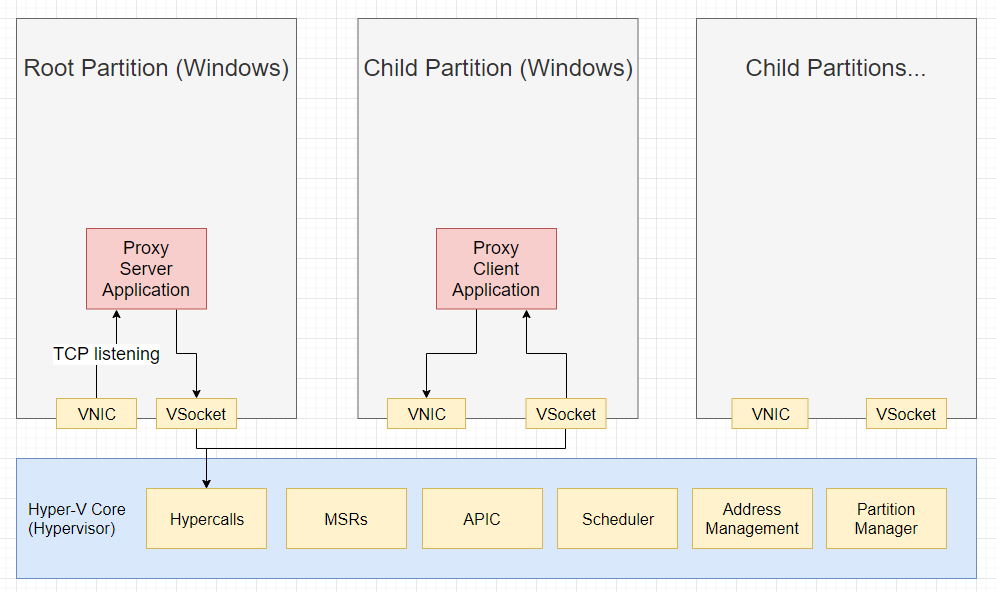 Root Partition (Windows)
Child Partition (Windows)
Child Partitions...
Proxy
Server
Application
Proxy
Client
Application
TCP listening
VNIC
VSocket
VNIC
VSocket
VNIC
VSocket
Hyper-V Core
(Hypervisor)
Hypercalls
MSRs
APIC
Scheduler
Address
Management
Partition
Manager